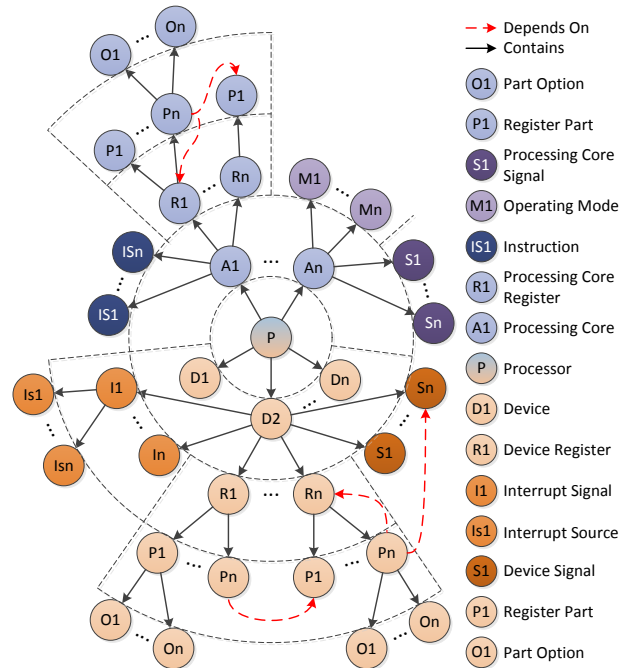 On
O1
...
Depends On
Contains
Pn
P1
P1
...
O1 Part Option
P1 Register Part
S1 Processing Core
Signal
M1 Operating Mode
IS1 Instruction
R1 Processing Core
Register
A1 Processing Core
P Processor
D1 Device
R1 Device Register
I1 Interrupt Signal
Is1 Interrupt Source
S1 Device Signal
P1 Register Part
O1 Part Option
R1
...
Rn
M1
...
Mn
ISn
...
IS1
A1
...
An
S1
...
Sn
P
D1
Dn
...
D2
Is1
...
Isn
I1
...
In
Sn
...
S1
R1
...
Rn
P1
...
Pn
P1
...
Pn
O1
...
On
O1
...
On